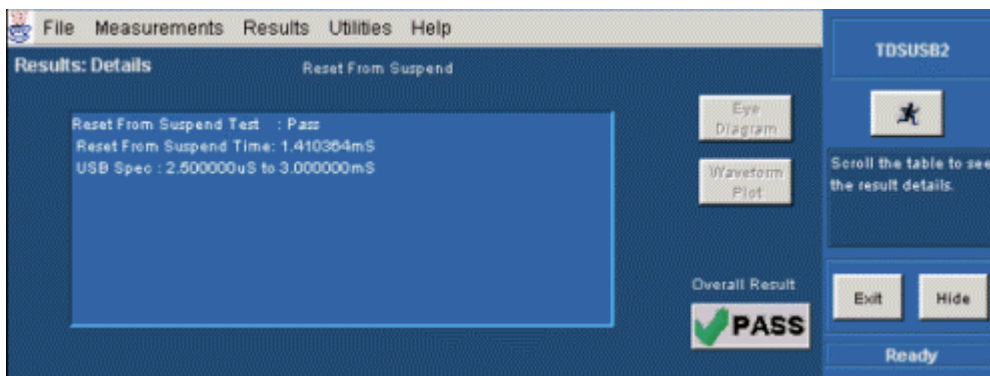 File Measurements Results Utilities Help
Results: Details
Reset From Suspend
Reset From Suspend Test : Pass
Reset From Suspend Time: 1.410364mS
USB Spec : 2.500000uS to 3.000000mS
Eye
Diagram
Waveform
Plot
Overall Result
PASS
TDSUSB2
Scroll the table to see
the result details.
Exit
Hide
Ready